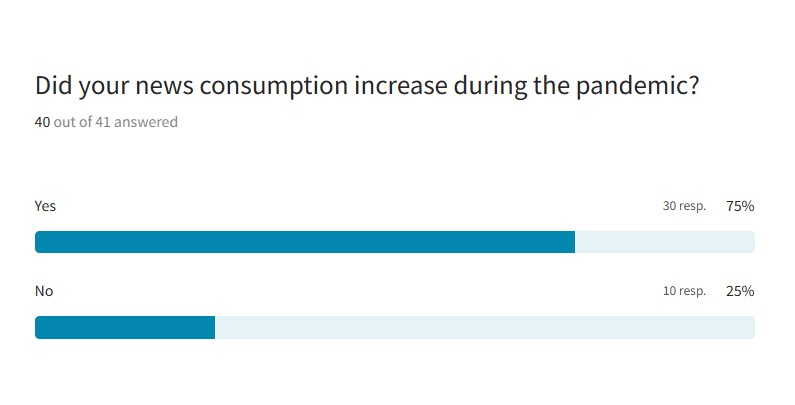 Did your news consumption increase during the pandemic?
40 out of 41 answered
Yes 30 resp. 75%
No 10 resp. 25%